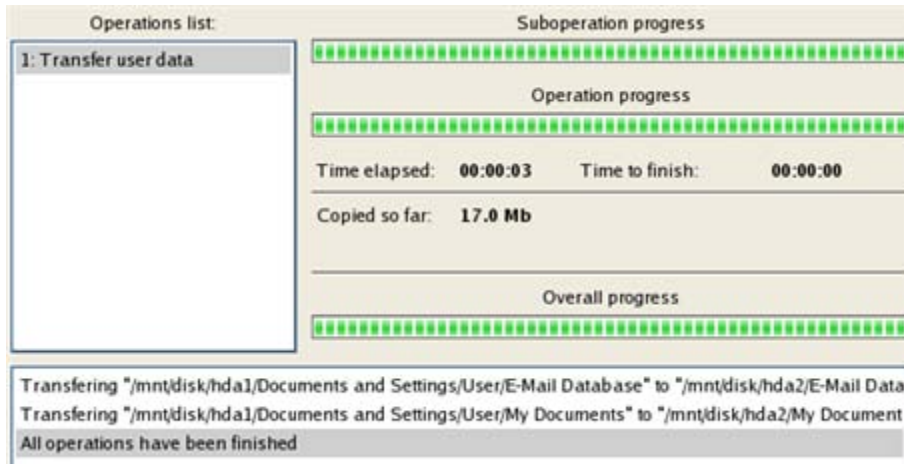 Operations list:
1: Transfer user data
Suboperation progress
Operation progress
Time elapsed: 00:00:03 Time to finish: 00:00:00
Copied so far: 17.0 Mb
Overall progress
Transfering "/mnt/disk/hda1/Documents and Settings/User/E-Mail Database" to "/mnt/disk/hda2/E-Mail Data
Transfering "/mnt/disk/hda1/Documents and Settings/User/My Documents" to "/mnt/disk/hda2/My Document
All operations have been finished